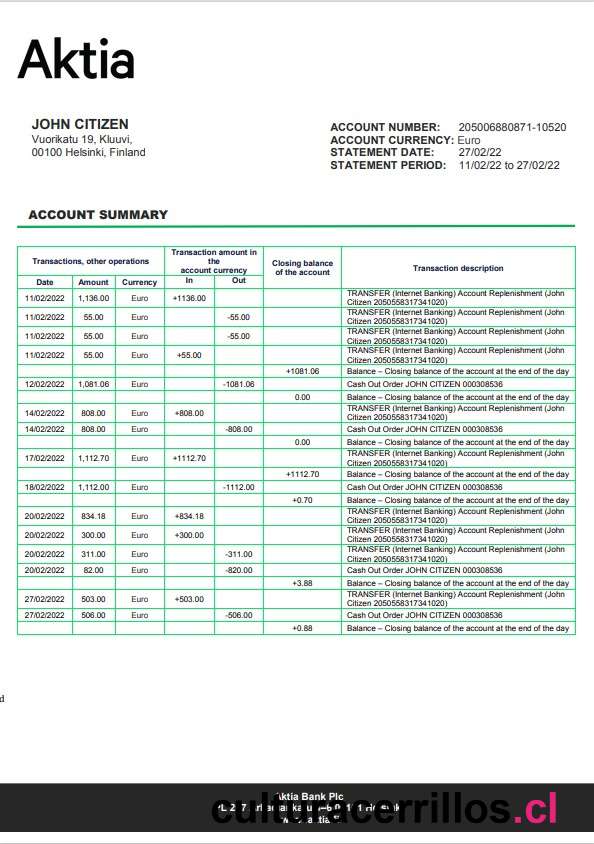 Aktia
JOHN CITIZEN
Vuorikatu 19, Kluuvi,
00100 Helsinki, Finland
ACCOUNT NUMBER: 205006880871-10520
ACCOUNT CURRENCY: Euro
STATEMENT DATE: 27/02/22
STATEMENT PERIOD: 11/02/22 to 27/02/22
ACCOUNT SUMMARY
Transactions, other operations
Transaction amount in
the
account currency
Closing balance
of the account
Transaction description
Date Amount Currency In Out
11/02/2022 1,136.00 Euro +1136.00 TRANSFER (Internet Banking) Account Replenishment (John
Citizen 2050558317341020)
11/02/2022 55.00 Euro -55.00 TRANSFER (Internet Banking) Account Replenishment (John
Citizen 2050558317341020)
11/02/2022 55.00 Euro -55.00 TRANSFER (Internet Banking) Account Replenishment (John
Citizen 2050558317341020)
11/02/2022 55.00 Euro +55.00 TRANSFER (Internet Banking) Account Replenishment (John
Citizen 2050558317341020)
+1081.06 Balance – Closing balance of the account at the end of the day
12/02/2022 1,081.06 Euro -1081.06 Cash Out Order JOHN CITIZEN 000308536
0.00 Balance – Closing balance of the account at the end of the day
14/02/2022 808.00 Euro +808.00 TRANSFER (Internet Banking) Account Replenishment (John
Citizen 2050558317341020)
14/02/2022 808.00 Euro -808.00 Cash Out Order JOHN CITIZEN 000308536
0.00 Balance – Closing balance of the account at the end of the day
17/02/2022 1,112.70 Euro +1112.70 TRANSFER (Internet Banking) Account Replenishment (John
Citizen 2050558317341020)
+1112.70 Balance – Closing balance of the account at the end of the day
18/02/2022 1,112.00 Euro -1112.00 Cash Out Order JOHN CITIZEN 000308536
+0.70 Balance – Closing balance of the account at the end of the day
20/02/2022 834.18 Euro +834.18 TRANSFER (Internet Banking) Account Replenishment (John
Citizen 2050558317341020)
20/02/2022 300.00 Euro +300.00 TRANSFER (Internet Banking) Account Replenishment (John
Citizen 2050558317341020)
20/02/2022 311.00 Euro -311.00 TRANSFER (Internet Banking) Account Replenishment (John
Citizen 2050558317341020)
20/02/2022 82.00 Euro -820.00 Cash Out Order JOHN CITIZEN 000308536
+3.88 Balance – Closing balance of the account at the end of the day
27/02/2022 503.00 Euro +503.00 TRANSFER (Internet Banking) Account Replenishment (John
Citizen 2050558317341020)
27/02/2022 506.00 Euro -506.00 Cash Out Order JOHN CITIZEN 000308536
+0.88 Balance – Closing balance of the account at the end of the day
d
Aktia Bank Plc
culturacerrillos.cl